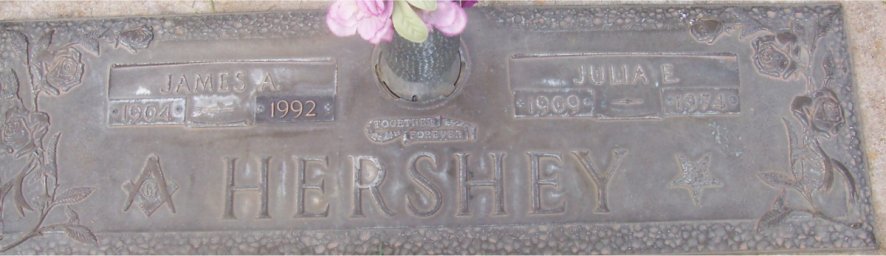 JAMES A.
1904 1992
JULIA E.
1909 - 1974
TOGETHER
FOREVER
HERSHEY
G